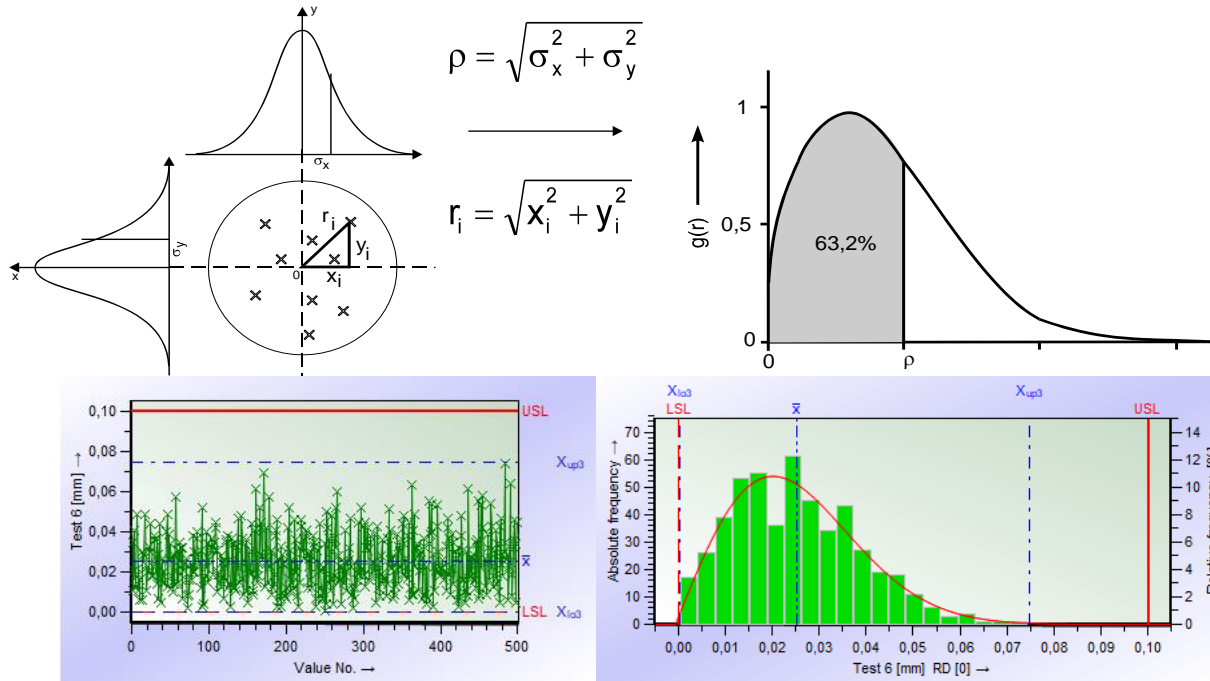 y
σx
x
σy
0
ri
yi
xi
ρ = √σx² + σy²
ri = √xi² + yi²
g(r)
1
0,5
0
63,2%
0
ρ
Test 6 [mm] →
0,10
0,08
0,06
0,04
0,02
0,00
USL
Xup3
x̄
LSL
Xlo3
0
100
200
300
400
500
Value No. →
Xlo3
LSL
x̄
Xup3
USL
Absolute frequency →
70
60
50
40
30
20
10
0
14
12
10
8
6
4
2
0
0,00
0,01
0,02
0,03
0,04
0,05
0,06
0,07
0,08
0,09
0,10
Test 6 [mm] RD [0] →